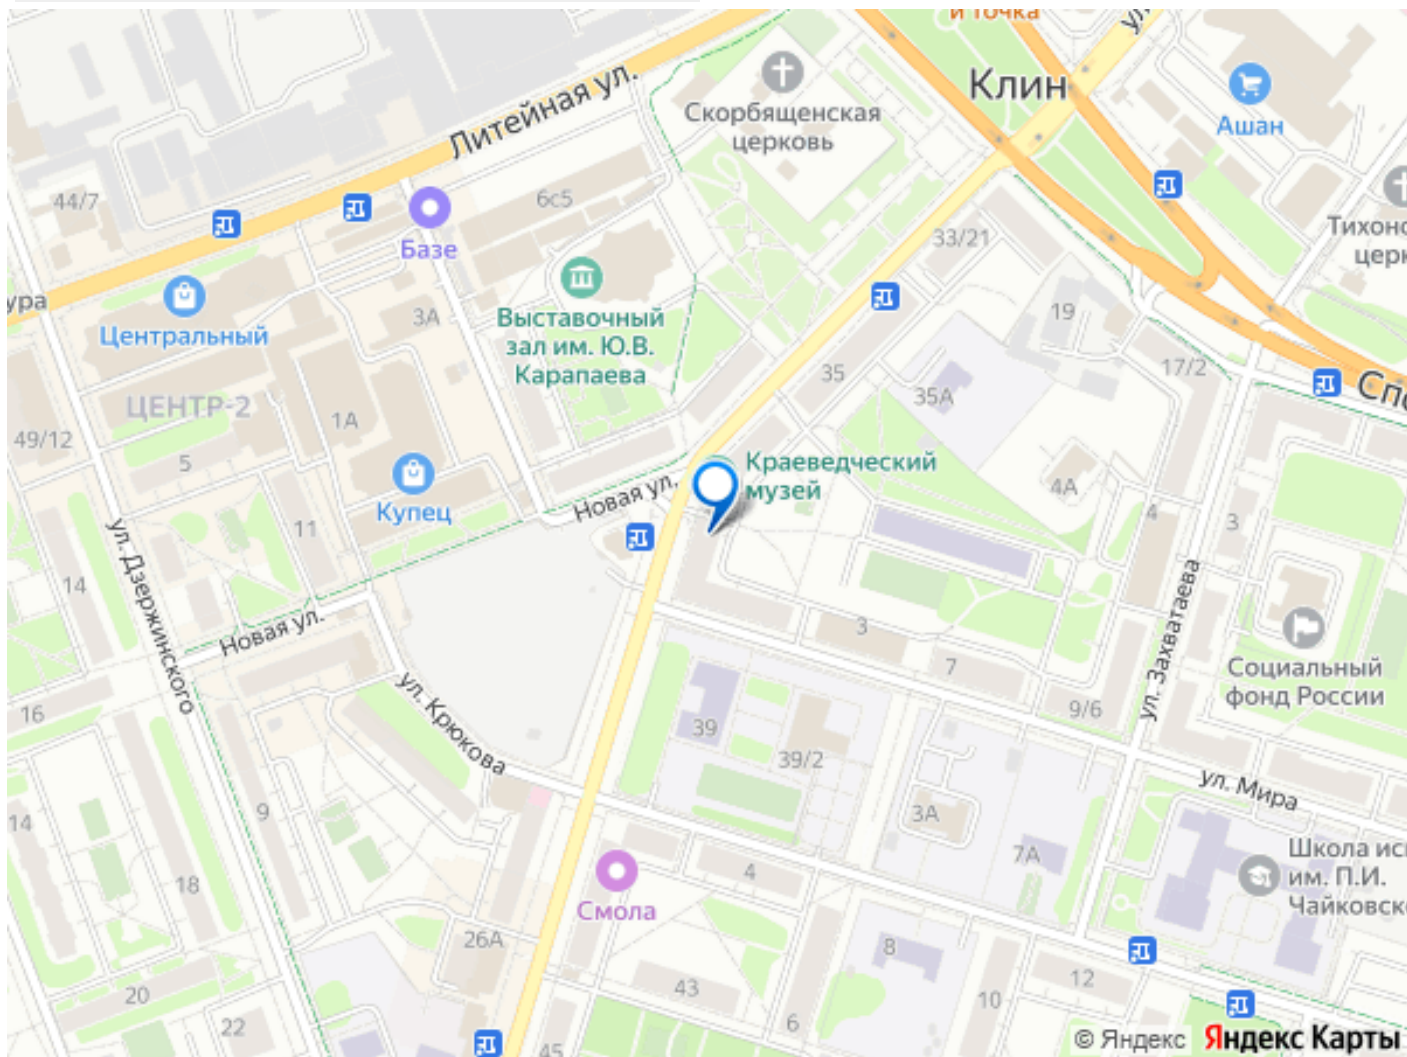 и точка
ул.
Клин
Скорбященская
церковь
Ашан
Литейная ул.
44/7
6с5
Базе
33/21
Тихоно
церк
ура
Центральный
3А
Выставочный
зал им. Ю.В.
Карапаева
19
35
17/2
35А
Спо
ЦЕНТР-2
1А
49/12
5
Краеведческий
музей
4А
Купец
Новая ул.
11
4
3
ул. Дзержинского
14
ул. Захватаева
Новая ул.
3
7
Социальный
фонд России
16
ул. Крюкова
9/6
39
39/2
ул. Мира
14
9
3А
7А
Школа ис
им. П.И.
Чайковск
18
4
Смола
26А
8
20
22
43
6
10
12
45
© Яндекс Яндекс Карты